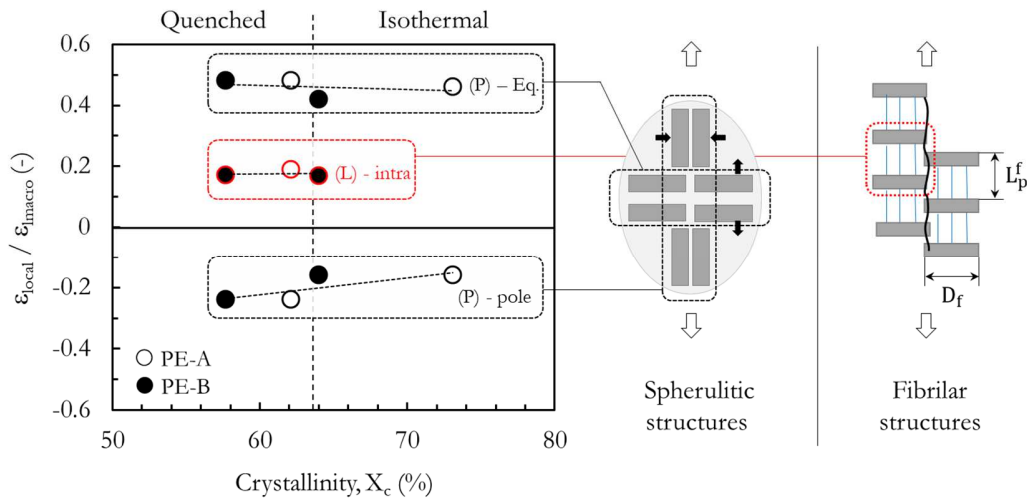 Quenched
Isothermal
0.6
0.4
0.2
0
-0.2
-0.4
-0.6
ε_local / ε_lmacro (-)
(P) – Eq.
(L) - intra
(P) - pole
PE-A
PE-B
50
60
70
80
Crystallinity, X_c (%)
Spherulitic
structures
L_p^f
D_f
Fibrilar
structures